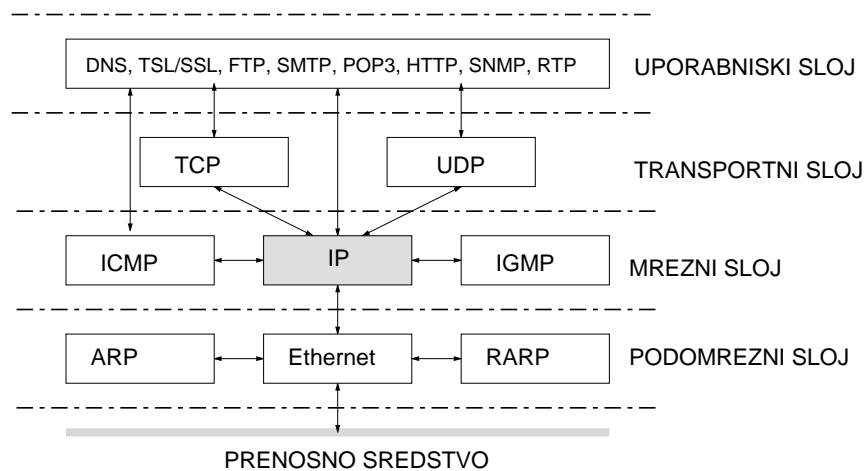 DNS, TSL/SSL, FTP, SMTP, POP3, HTTP, SNMP, RTP
UPORABNISKI SLOJ
TCP
UDP
TRANSPORTNI SLOJ
ICMP
IP
IGMP
MREZNI SLOJ
ARP
Ethernet
RARP
PODOMREZNI SLOJ
PRENOSNO SREDSTVO